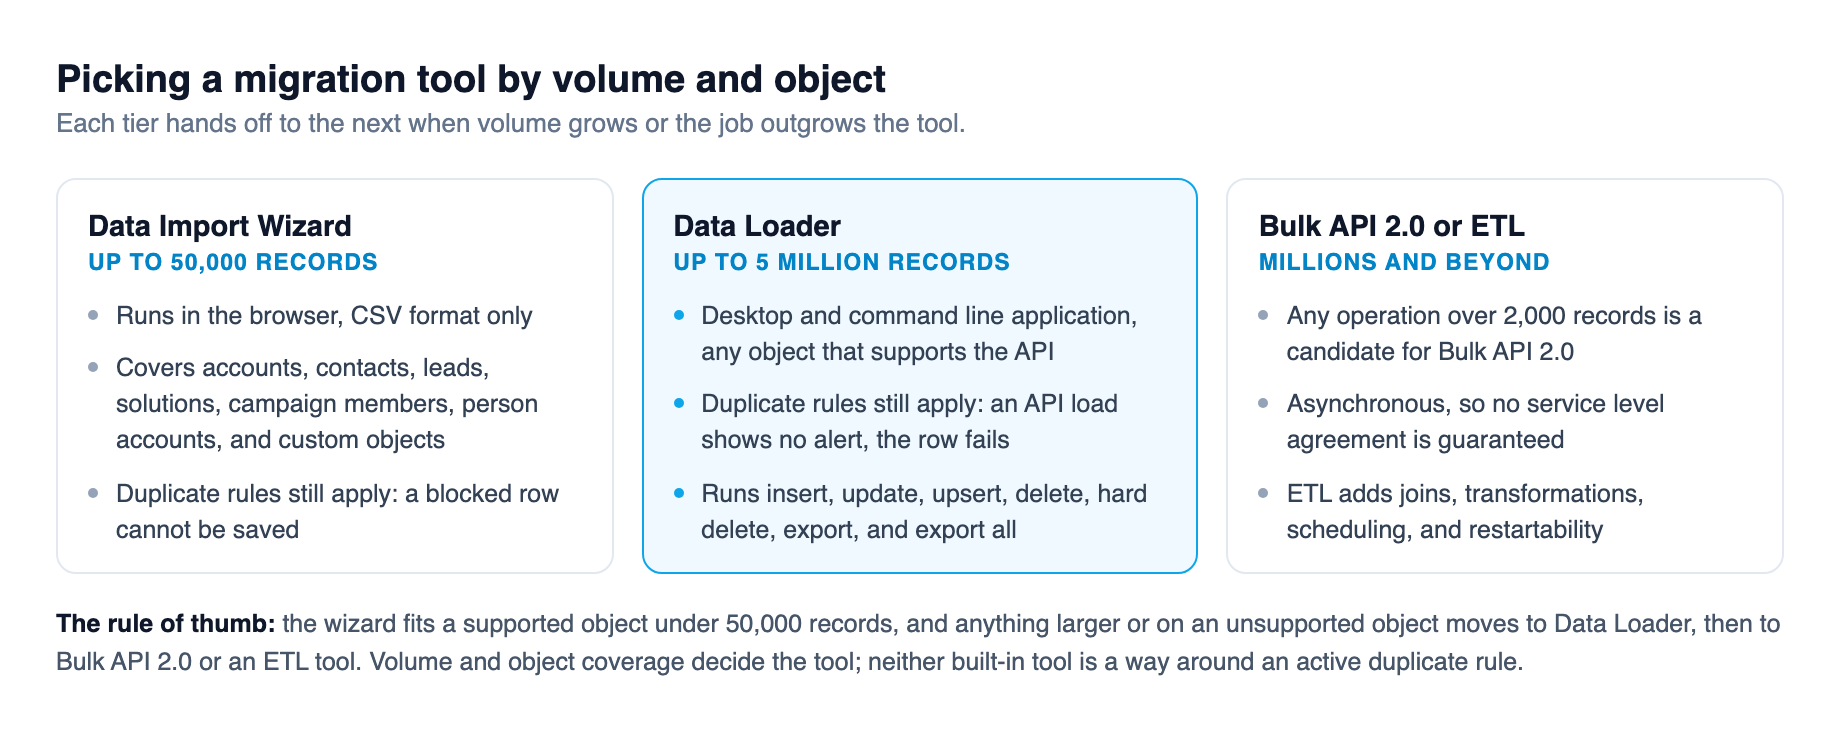 Picking a migration tool by volume and object
Each tier hands off to the next when volume grows or the job outgrows the tool.
Data Import Wizard
UP TO 50,000 RECORDS
Runs in the browser, CSV format only
Covers accounts, contacts, leads,
solutions, campaign members, person
accounts, and custom objects
Duplicate rules still apply: a blocked row
cannot be saved
Data Loader
UP TO 5 MILLION RECORDS
Desktop and command line application,
any object that supports the API
Duplicate rules still apply: an API load
shows no alert, the row fails
Runs insert, update, upsert, delete, hard
delete, export, and export all
Bulk API 2.0 or ETL
MILLIONS AND BEYOND
Any operation over 2,000 records is a
candidate for Bulk API 2.0
Asynchronous, so no service level
agreement is guaranteed
ETL adds joins, transformations,
scheduling, and restartability
The rule of thumb: the wizard fits a supported object under 50,000 records, and anything larger or on an unsupported object moves to Data Loader, then to
Bulk API 2.0 or an ETL tool. Volume and object coverage decide the tool; neither built-in tool is a way around an active duplicate rule.